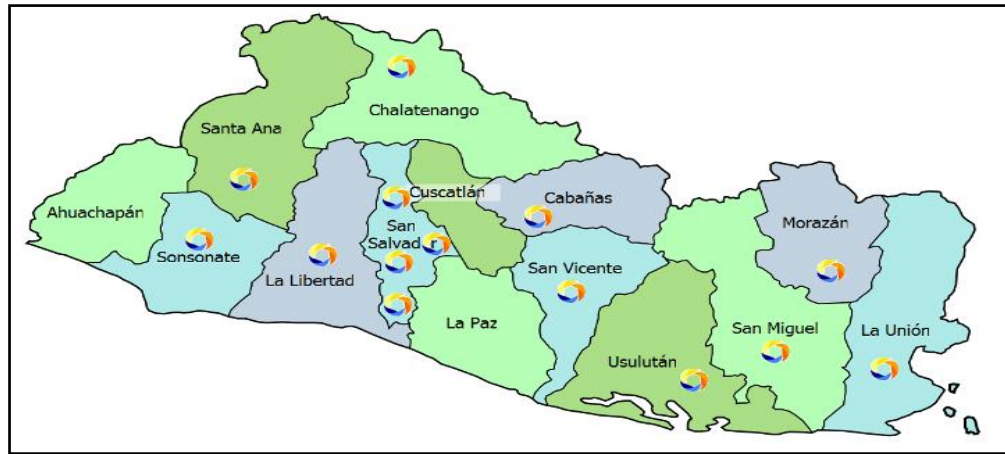 Chalatenango
Santa Ana
Cuscatlán
Cabañas
Ahuachapán
Morazán
San
Salvador
Sonsonate
San Vicente
La Libertad
La Paz
San Miguel
La Unión
Usulután